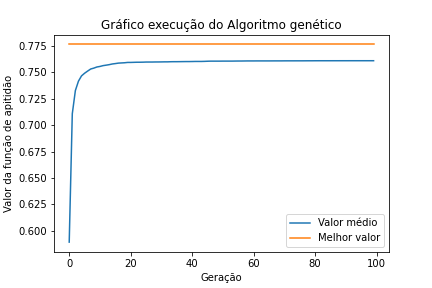 Gráfico execução do Algoritmo genético
Valor da função de apitidão
0.775
0.750
0.725
0.700
0.675
0.650
0.625
0.600
0 20 40 60 80 100
Geração
Valor médio
Melhor valor